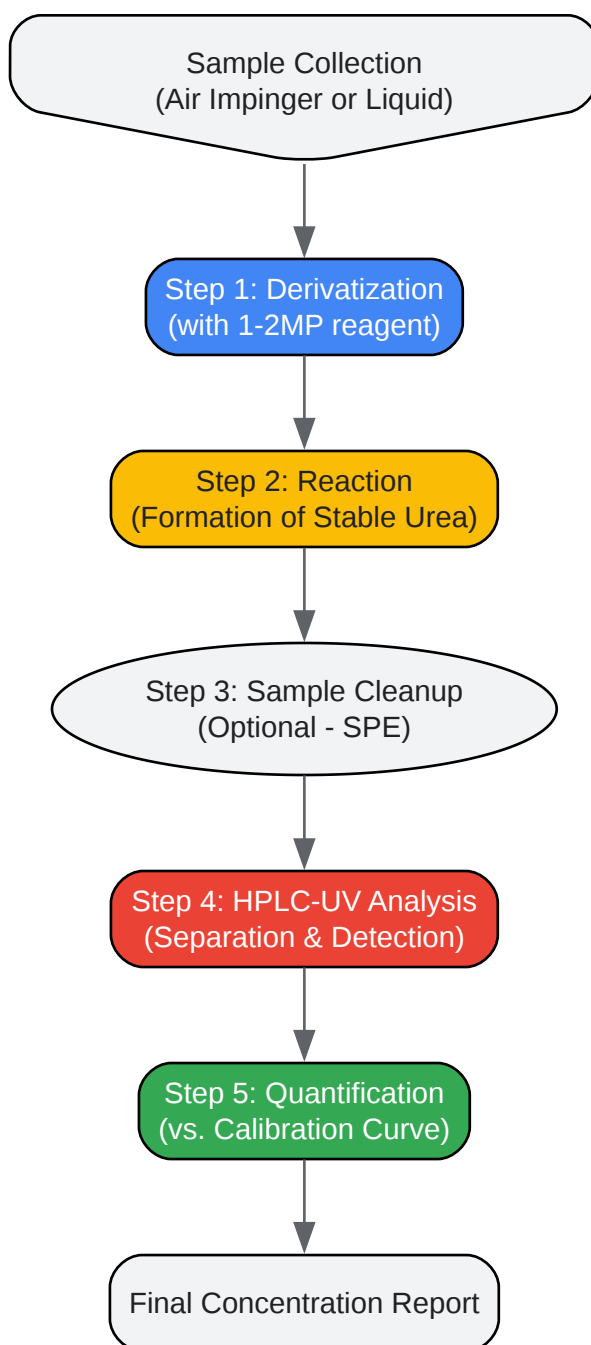 Sample Collection
(Air Impinger or Liquid)
Step 1: Derivatization
(with 1-2MP reagent)
Step 2: Reaction
(Formation of Stable Urea)
Step 3: Sample Cleanup
(Optional - SPE)
Step 4: HPLC-UV Analysis
(Separation & Detection)
Step 5: Quantification
(vs. Calibration Curve)
Final Concentration Report